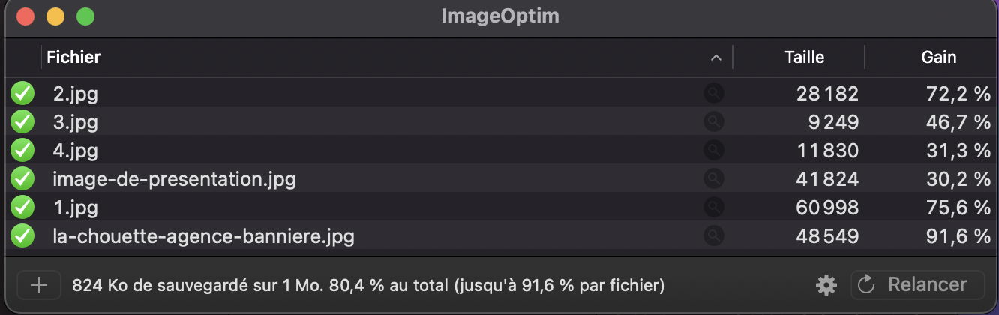 ImageOptim
Fichier Taille Gain
2.jpg 28 182 72,2 %
3.jpg 9 249 46,7 %
4.jpg 11 830 31,3 %
image-de-presentation.jpg 41 824 30,2 %
1.jpg 60 998 75,6 %
la-chouette-agence-banniere.jpg 48 549 91,6 %
824 Ko de sauvegardé sur 1 Mo. 80,4 % au total (jusqu'à 91,6 % par fichier) Relancer